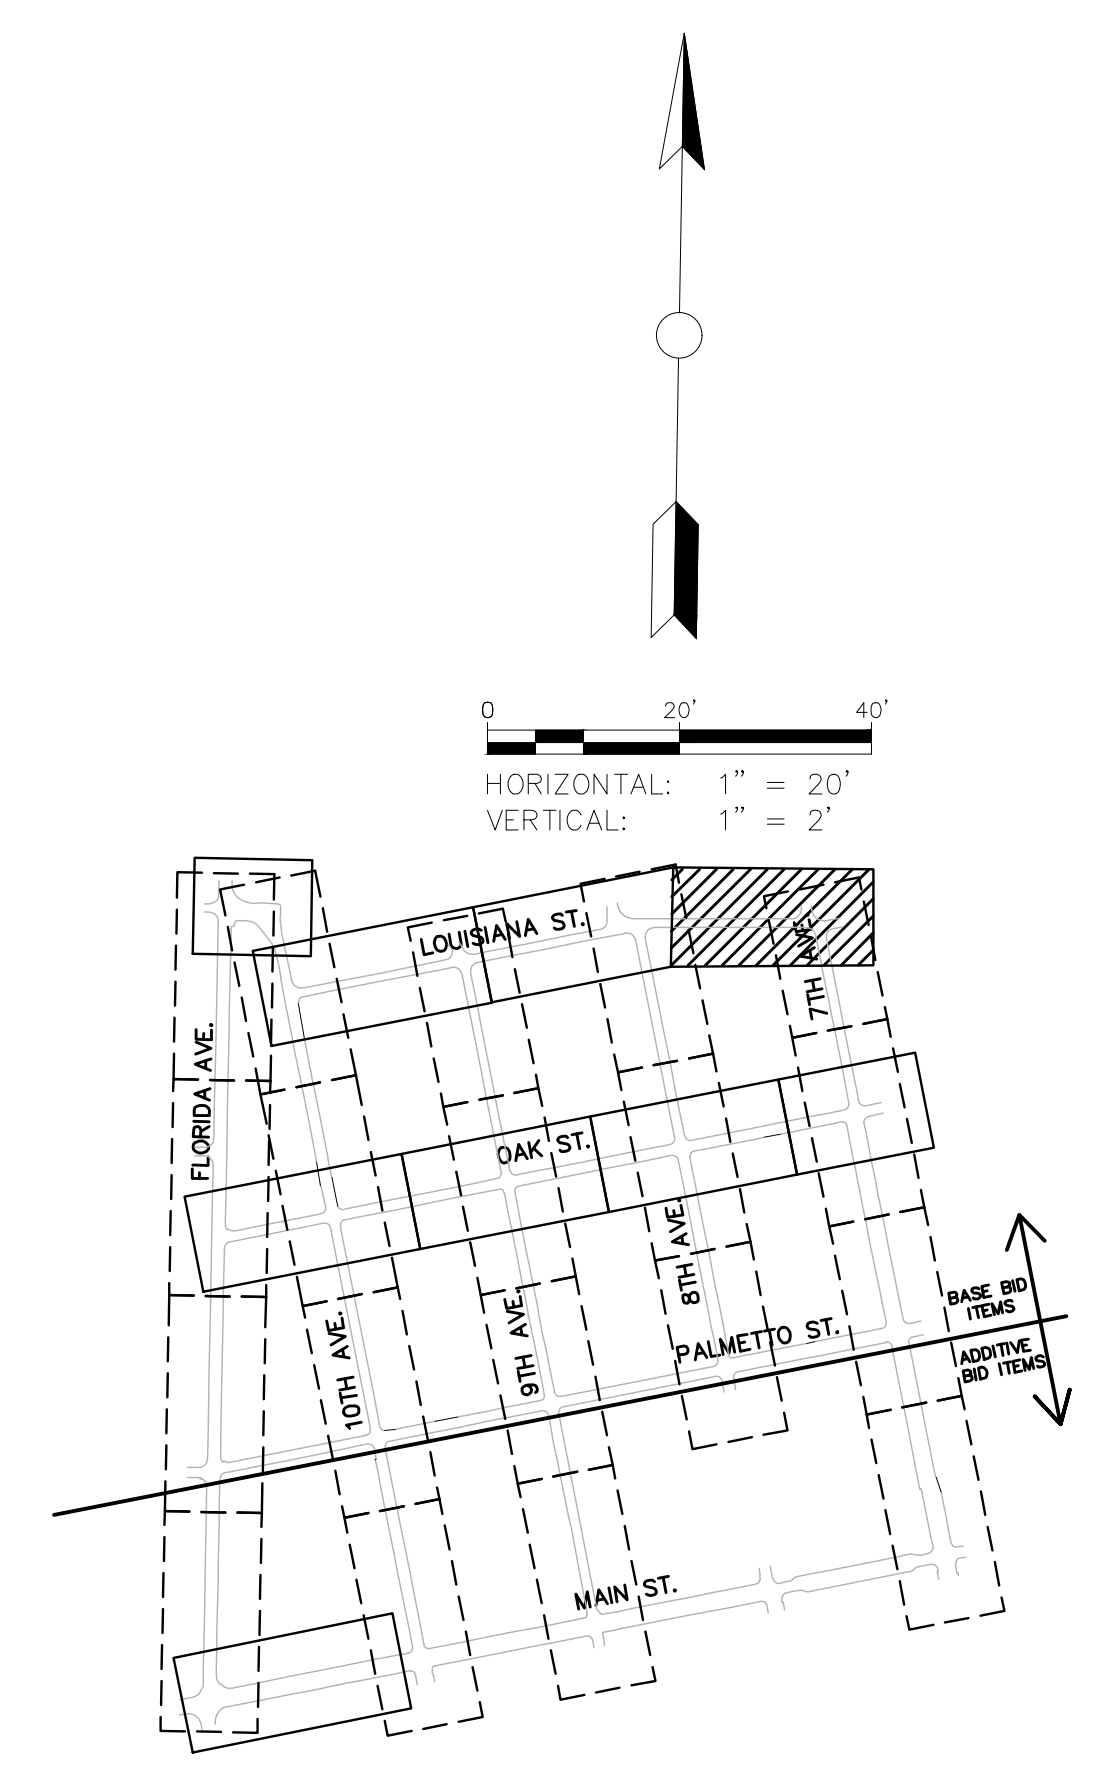 0 20' 40'
HORIZONTAL: 1" = 20'
VERTICAL: 1" = 2'
LOUISIANA ST.
7TH AVE.
FLORIDA AVE.
OAK ST.
8TH AVE.
BASE BID
ITEMS
10TH AVE.
9TH AVE.
PALMETTO ST.
ADDITIVE
BID ITEMS
MAIN ST.